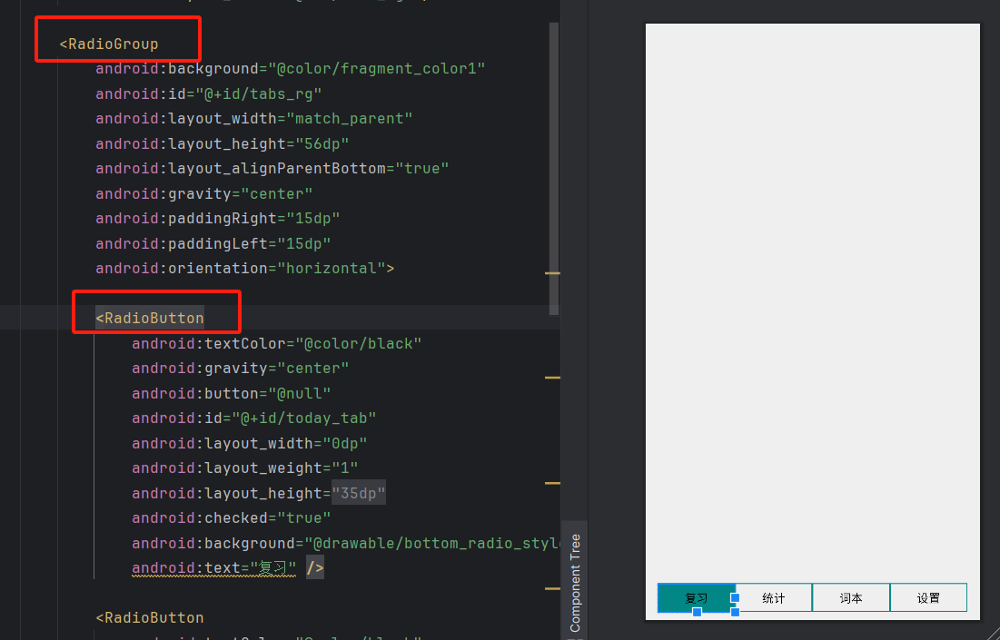 <RadioGroup
android:background="@color/fragment_color1"
android:id="@+id/tabs_rg"
android:layout_width="match_parent"
android:layout_height="56dp"
android:layout_alignParentBottom="true"
android:gravity="center"
android:paddingRight="15dp"
android:paddingLeft="15dp"
android:orientation="horizontal">
<RadioButton
android:textColor="@color/black"
android:gravity="center"
android:button="@null"
android:id="@+id/today_tab"
android:layout_width="0dp"
android:layout_weight="1"
android:layout_height="35dp"
android:checked="true"
android:background="@drawable/bottom_radio_style
android:text="复习" />
<RadioButton
Component Tree
复习 统计 词本 设置